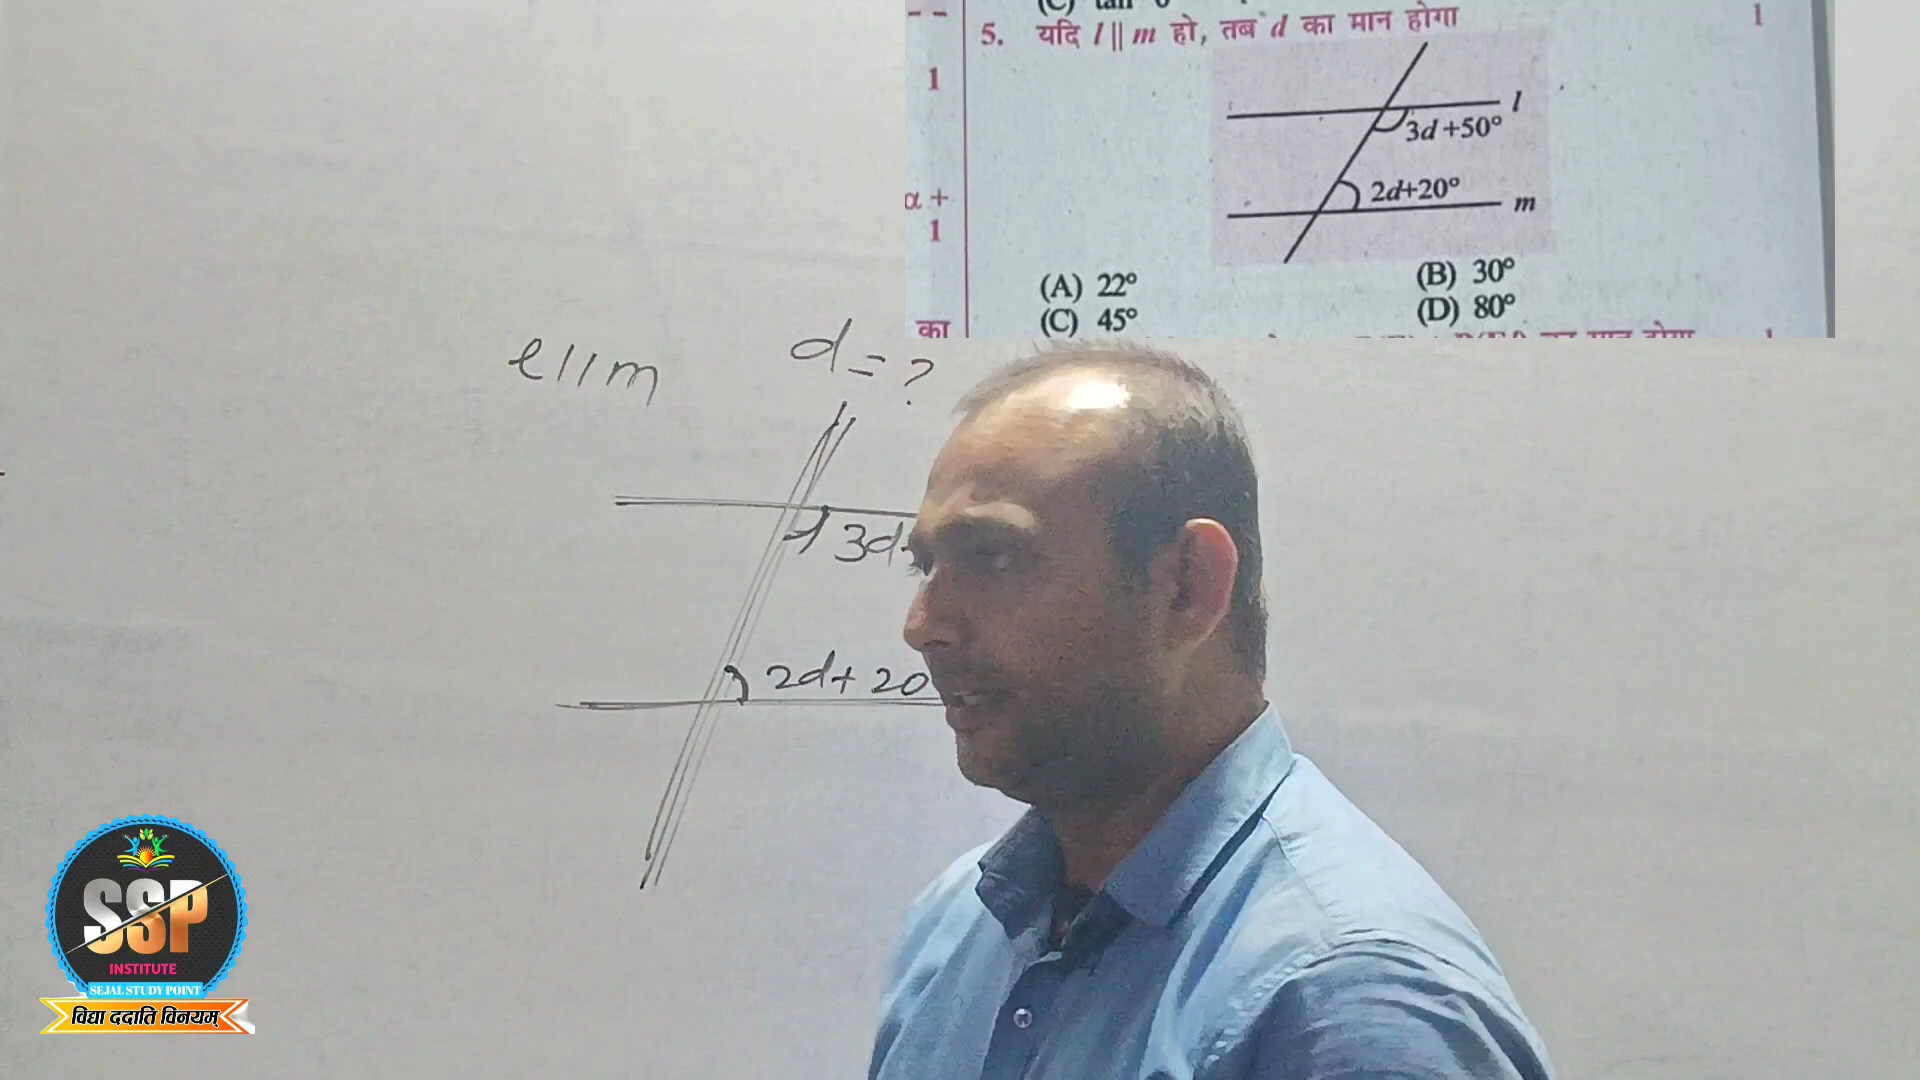 5. यदि l || m हो, तब d का मान होगा
1
1
l
3d+50°
2d+20°
m
α +
1
(A) 22°
(B) 30°
(C) 45°
(D) 80°
का
l || m
d = ?
3d
2d + 20
SSP
INSTITUTE
SEJAL STUDY POINT
विद्या ददाति विनयम्